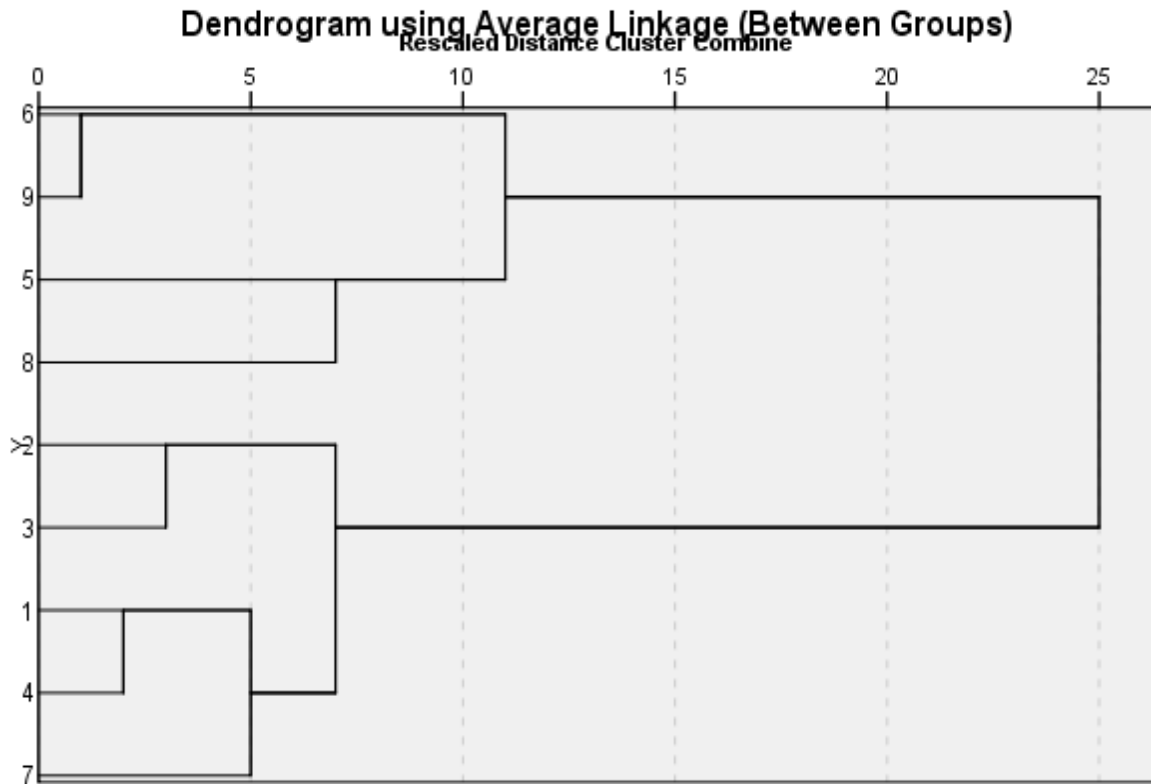 Dendrogram using Average Linkage (Between Groups)
Rescaled Distance Cluster Combine
0 5 10 15 20 25
6
9
5
8
Y 2
3
1
4
7